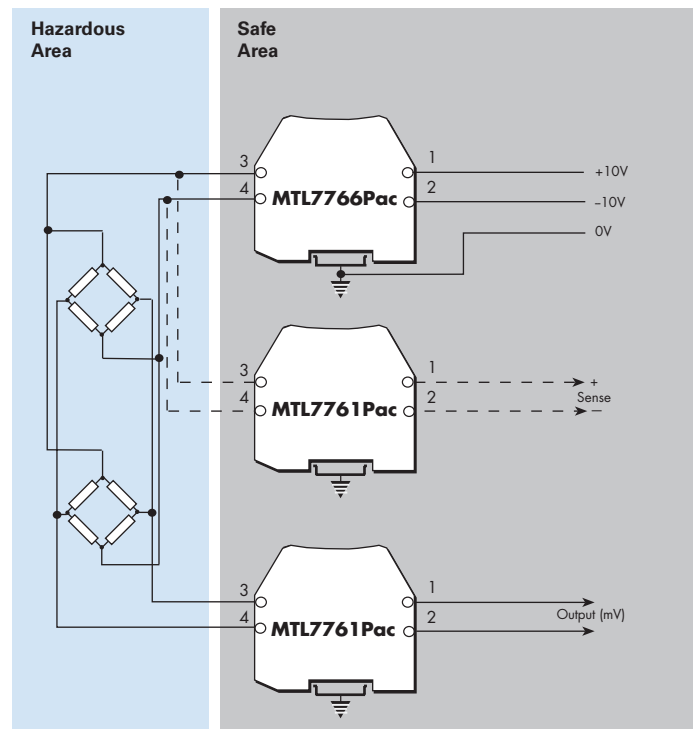 Hazardous
Area
Safe
Area
3
1
+10V
4
MTL7766Pac
2
–10V
0V
3
1
+
Sense
4
MTL7761Pac
2
–
3
1
Output (mV)
4
MTL7761Pac
2